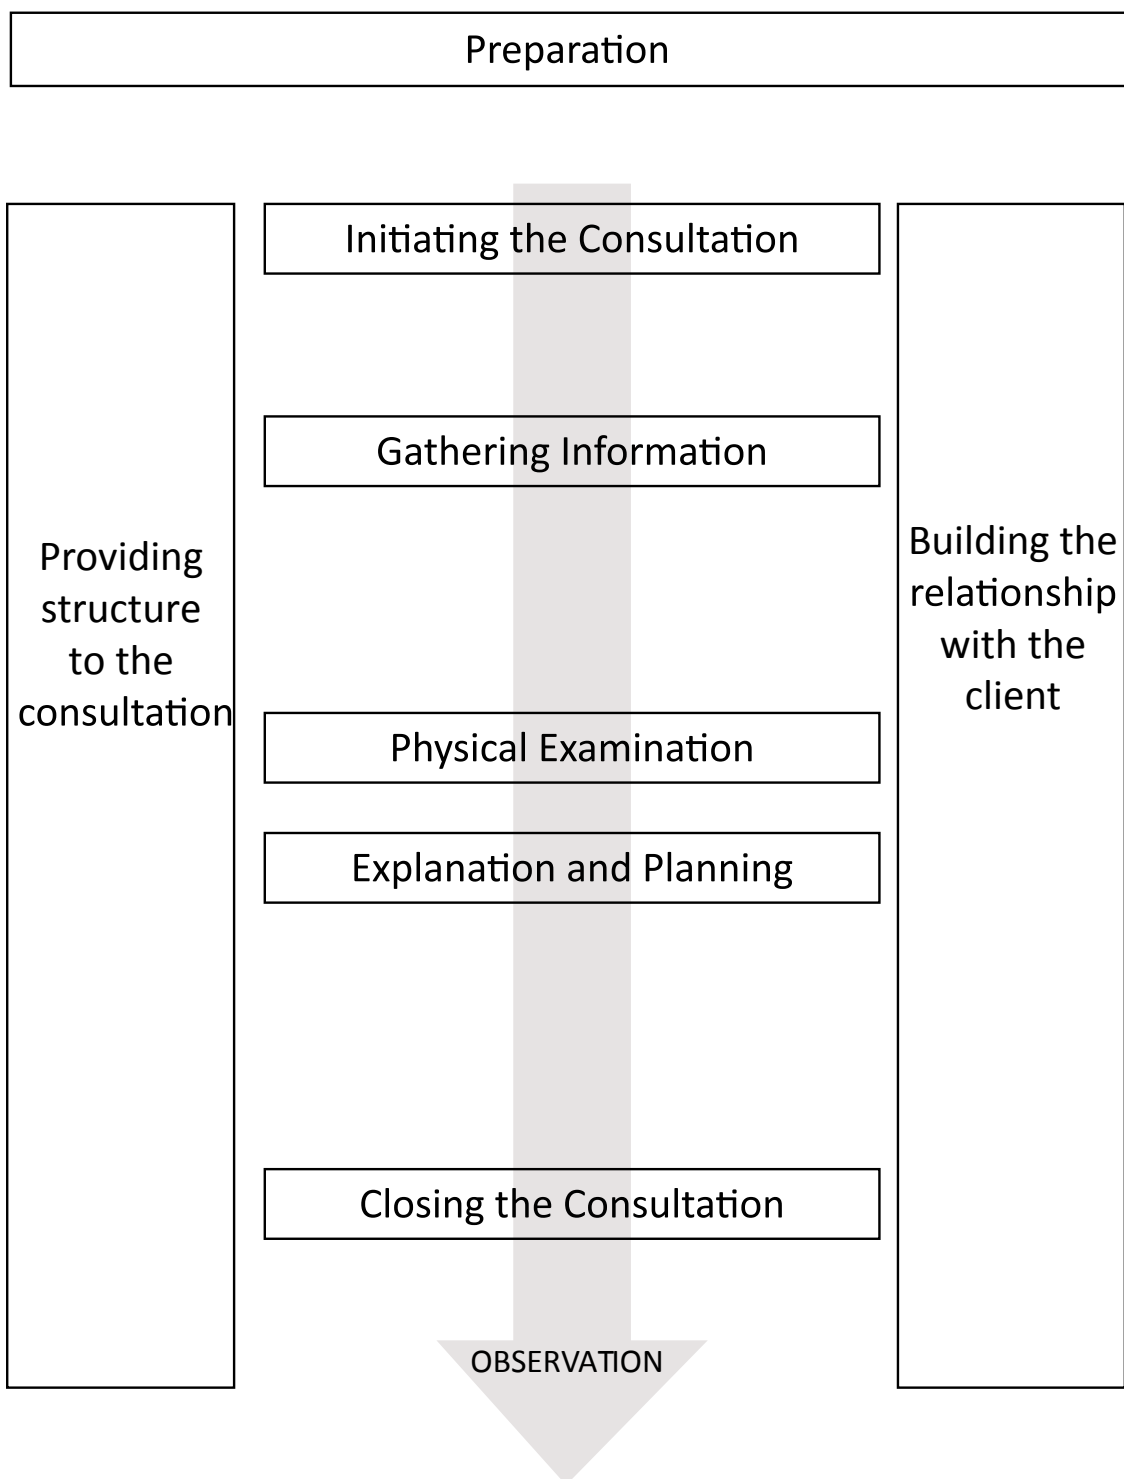 Preparation
Initiating the Consultation
Gathering Information
Providing
structure
to the
consultation
Building the
relationship
with the
client
Physical Examination
Explanation and Planning
Closing the Consultation
OBSERVATION